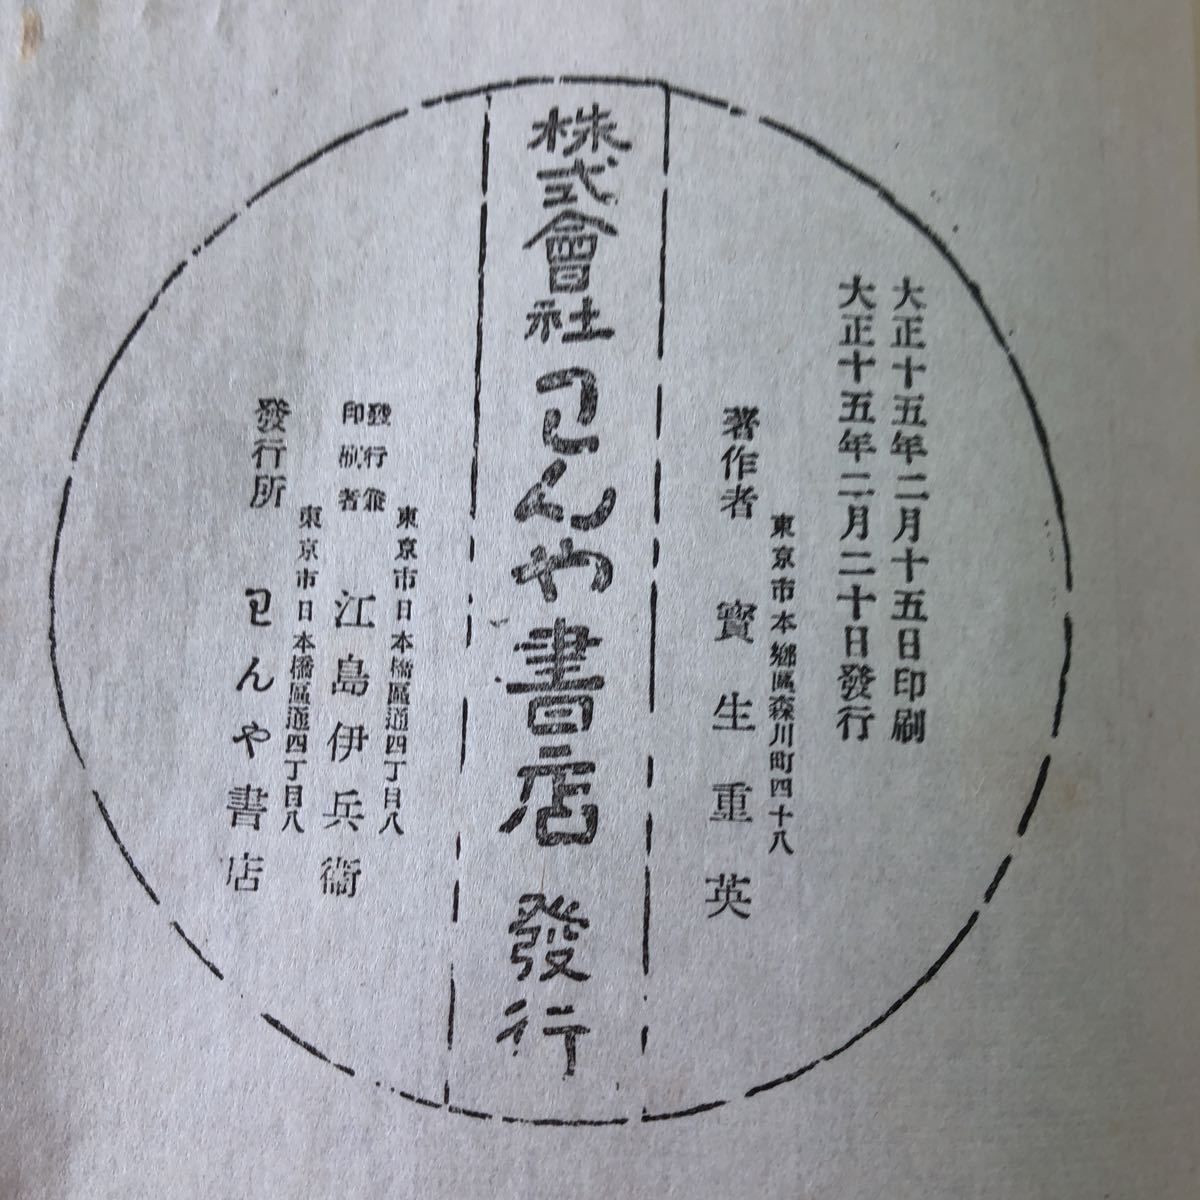 大正十五年二月十五日印刷
大正十五年二月二十日發行
東京市本鄉區森川町四十八
著作者 寶生重英
株式會社わんや書店 發行
東京市日本橋區通四丁目八
發行兼印刷者 江島伊兵衞
東京市日本橋區通四丁目八
發行所 わんや書店